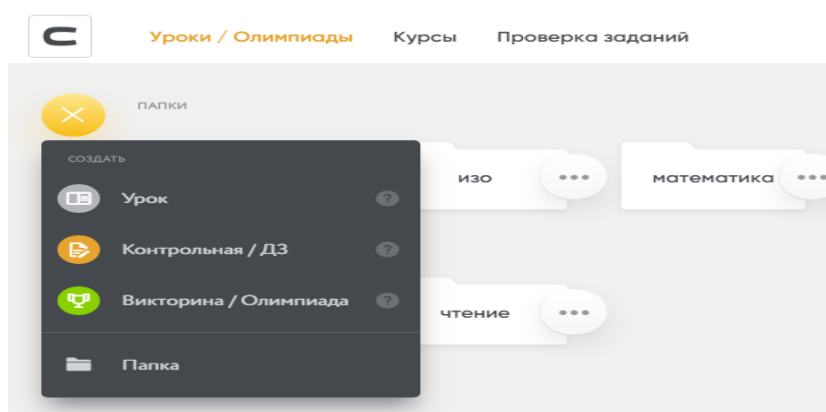 Уроки / Олимпиады Курсы Проверка заданий
ПАПКИ
СОЗДАТЬ
Урок ?
Контрольная / ДЗ ?
Викторина / Олимпиада ?
Папка
изо
математика
чтение